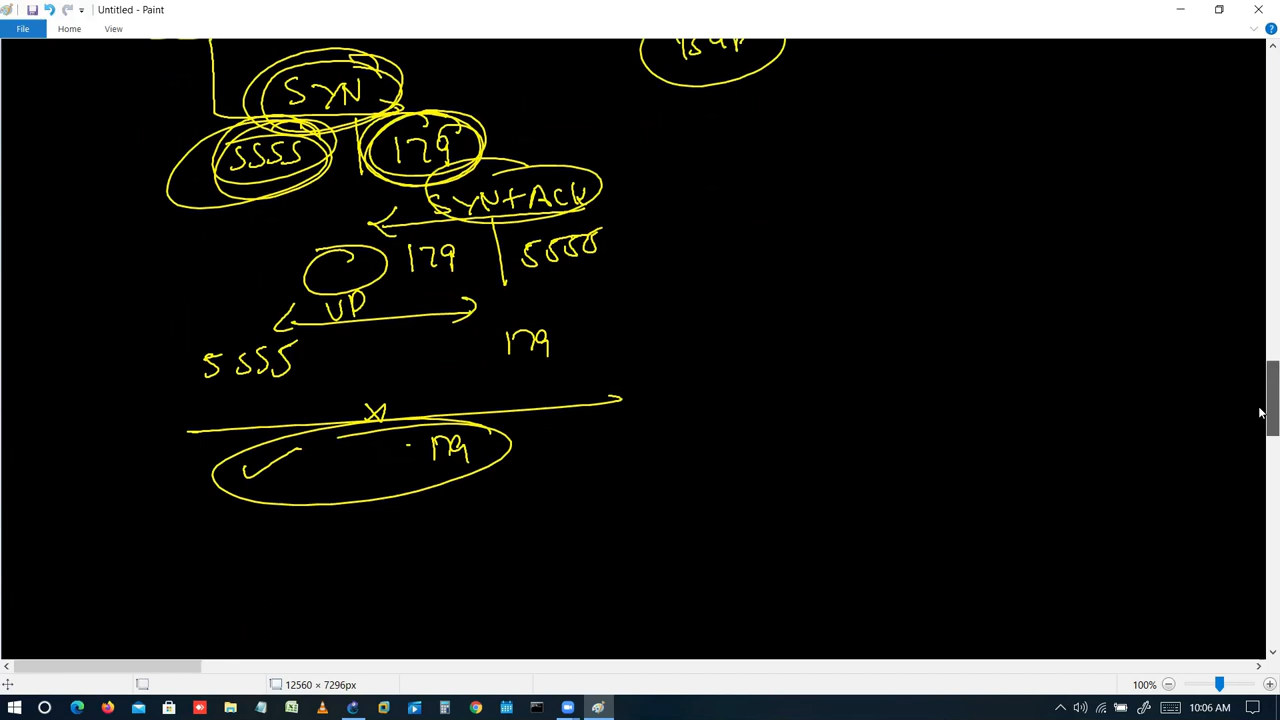 Untitled - Paint
File Home View
SYN
5555 179
SYN+ACK
179 5555
UP
5555 179
X
179
12560 × 7296px
100%
10:06 AM